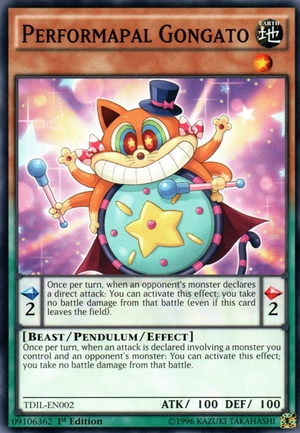 PERFORMAPAL GONGATO
EARTH
地
Once per turn, when an opponent's monster declares
a direct attack: You can activate this effect; you take
no battle damage from that battle (even if this card
leaves the field).
2
2
[BEAST/PENDULUM/EFFECT]
Once per turn, when an attack is declared involving a monster you
control and an opponent's monster: You can activate this effect; you
take no battle damage from that battle.
TDIL-EN002
ATK/ 100 DEF/ 100
09106362 1st Edition
©1996 KAZUKI TAKAHASHI